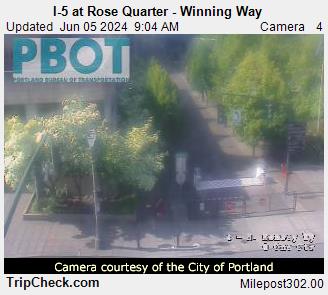 I-5 at Rose Quarter - Winning Way
Updated Jun 05 2024 9:04 AM Camera 4
PBOT
PORTLAND BUREAU OF TRANSPORTATION
Camera courtesy of the City of Portland
TripCheck.com Milepost302.00